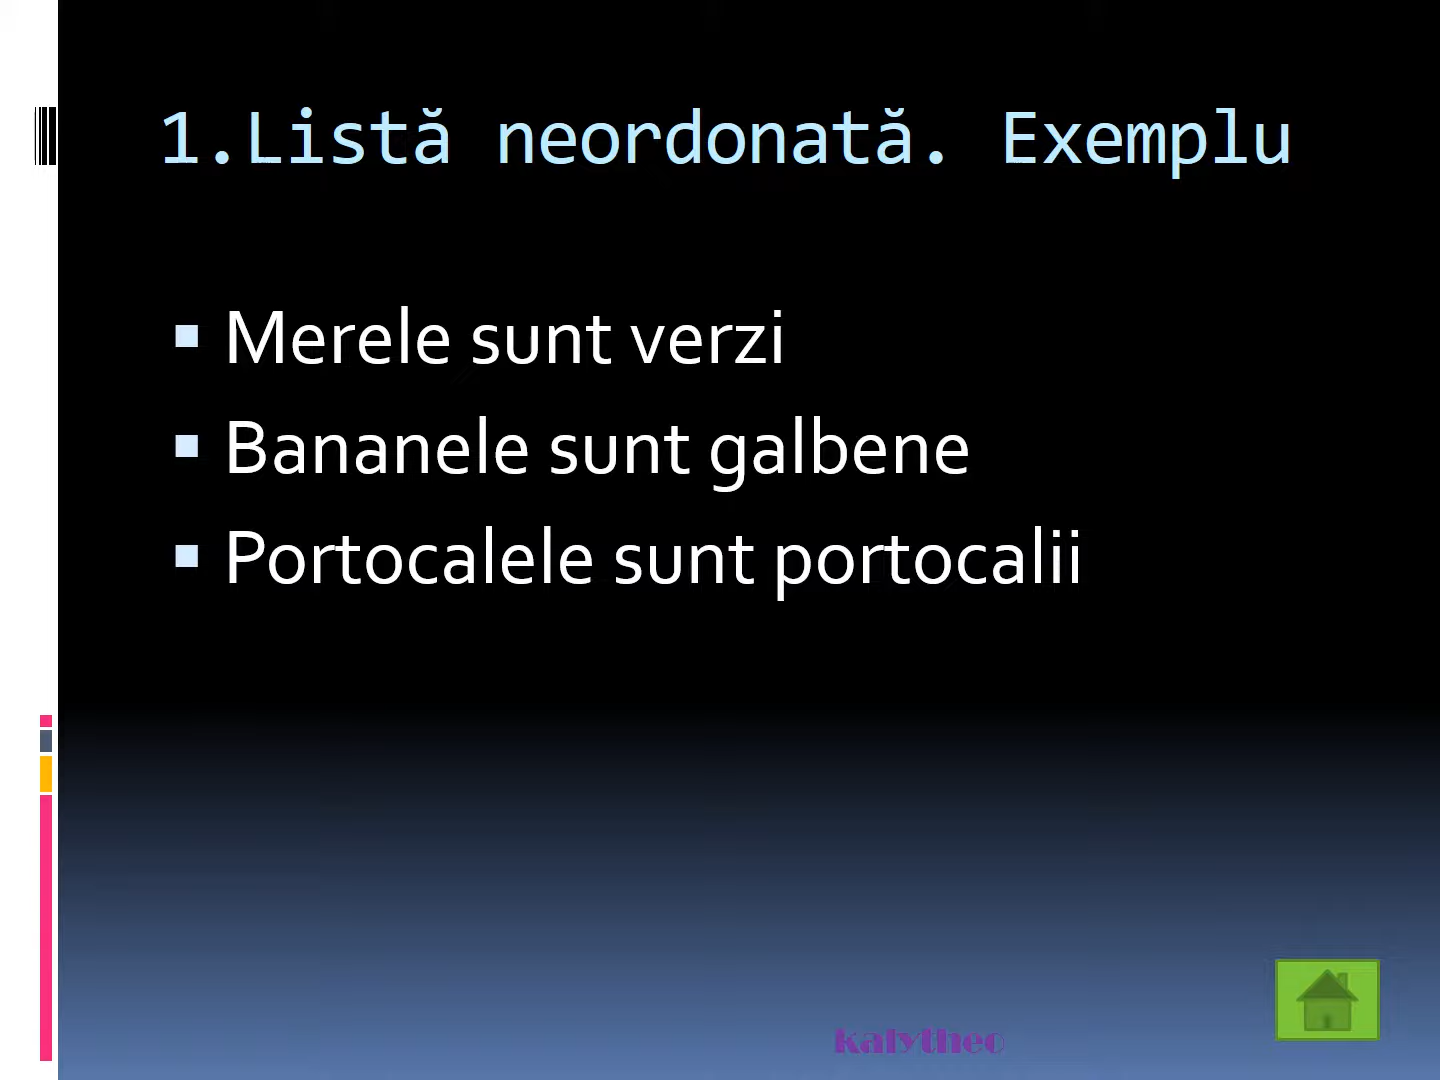 1.Listă neordonată. Exemplu
Merele sunt verzi
Bananele sunt galbene
Portocalele sunt portocalii
kalytheo